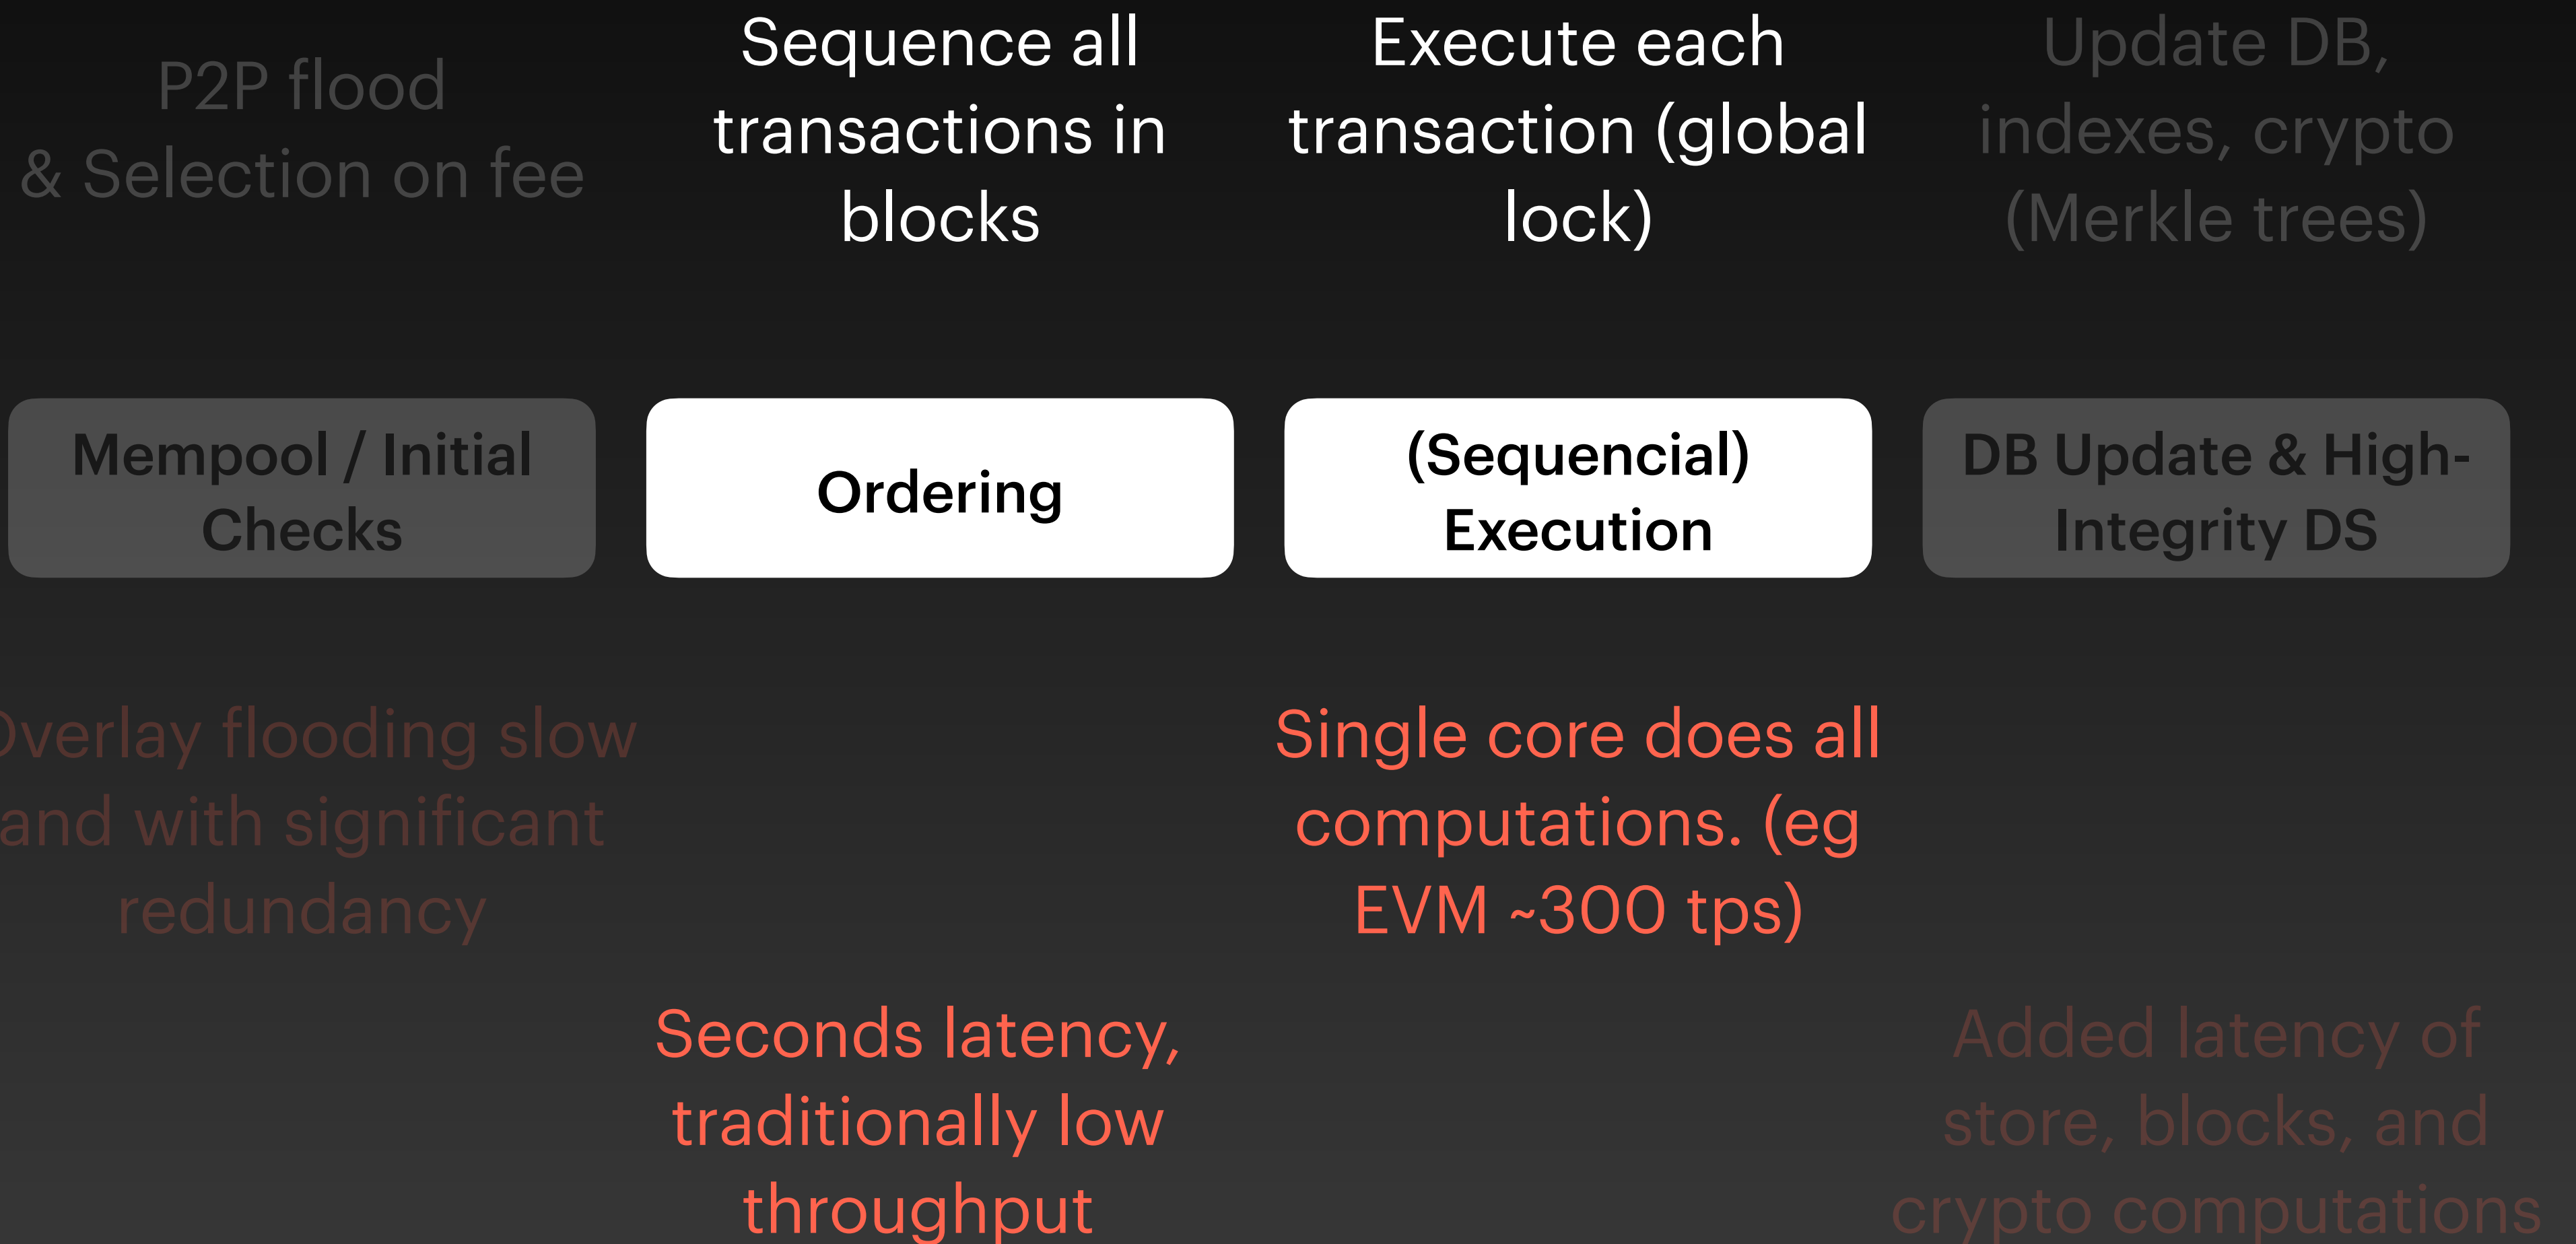 P2P flood
& Selection on fee
Sequence all
transactions in
blocks
Execute each
transaction (global
lock)
Update DB,
indexes, crypto
(Merkle trees)
Mempool / Initial
Checks
Ordering
(Sequencial)
Execution
DB Update & High-
Integrity DS
Overlay flooding slow
and with significant
redundancy
Seconds latency,
traditionally low
throughput
Single core does all
computations. (eg
EVM ~300 tps)
Added latency of
store, blocks, and
crypto computations